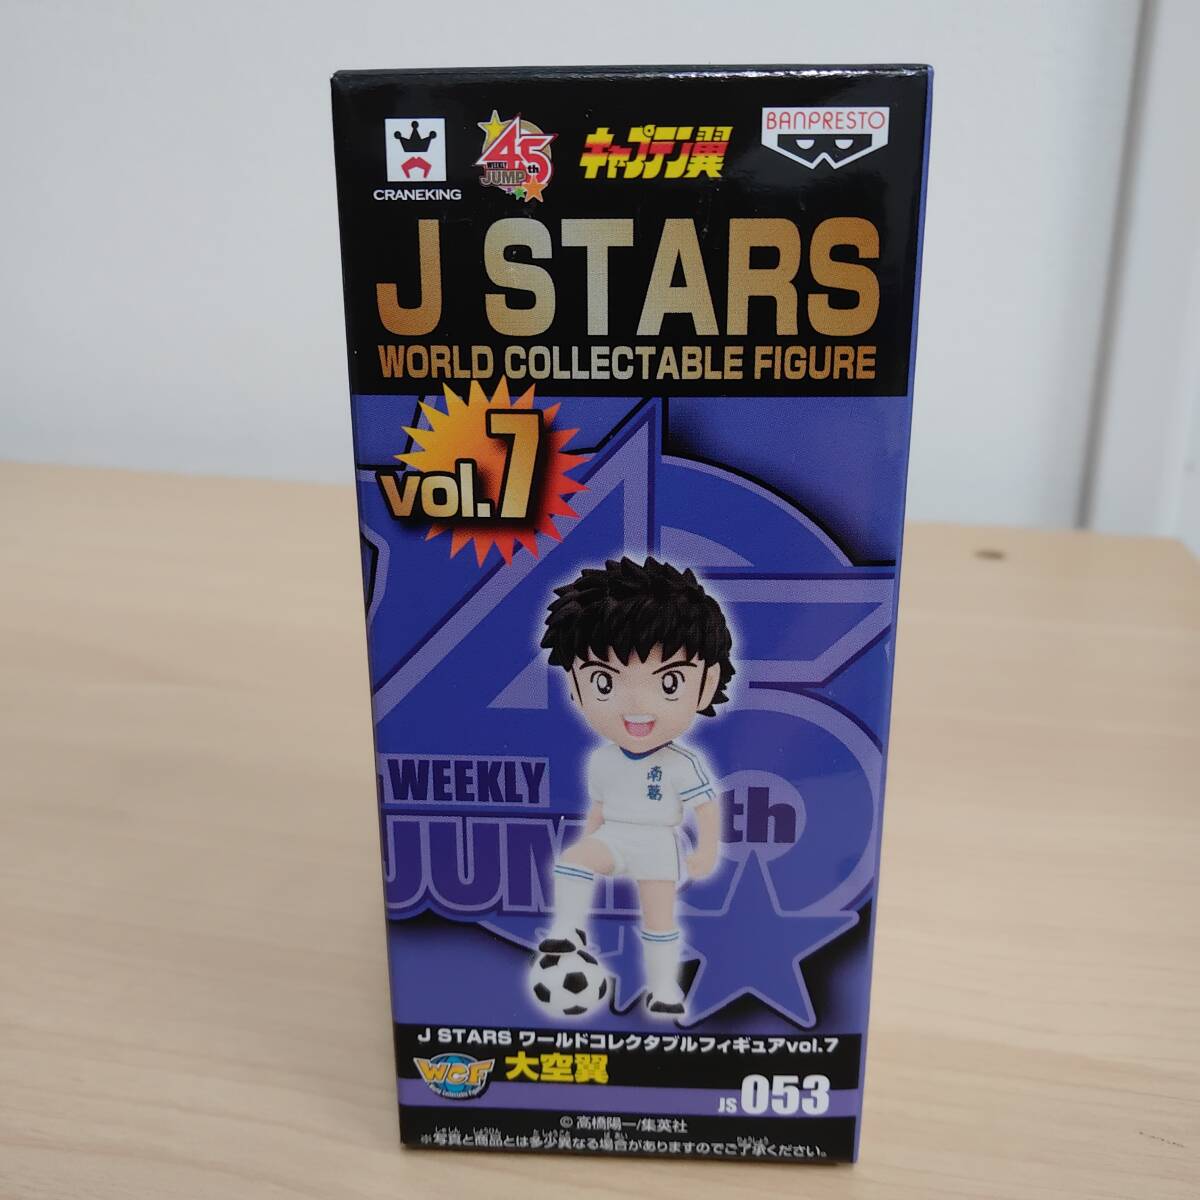 CRANEKING
45th
WEEKLY
JUMP
キャプテン翼
BANPRESTO
J STARS
WORLD COLLECTABLE FIGURE
vol.7
南葛
WEEKLY
JUMP
th
J STARS ワールドコレクタブルフィギュアvol.7
WCF
大空翼
JS 053
© 高橋陽一/集英社
※写真と商品とは多少異なる場合がありますのでご了承ください。